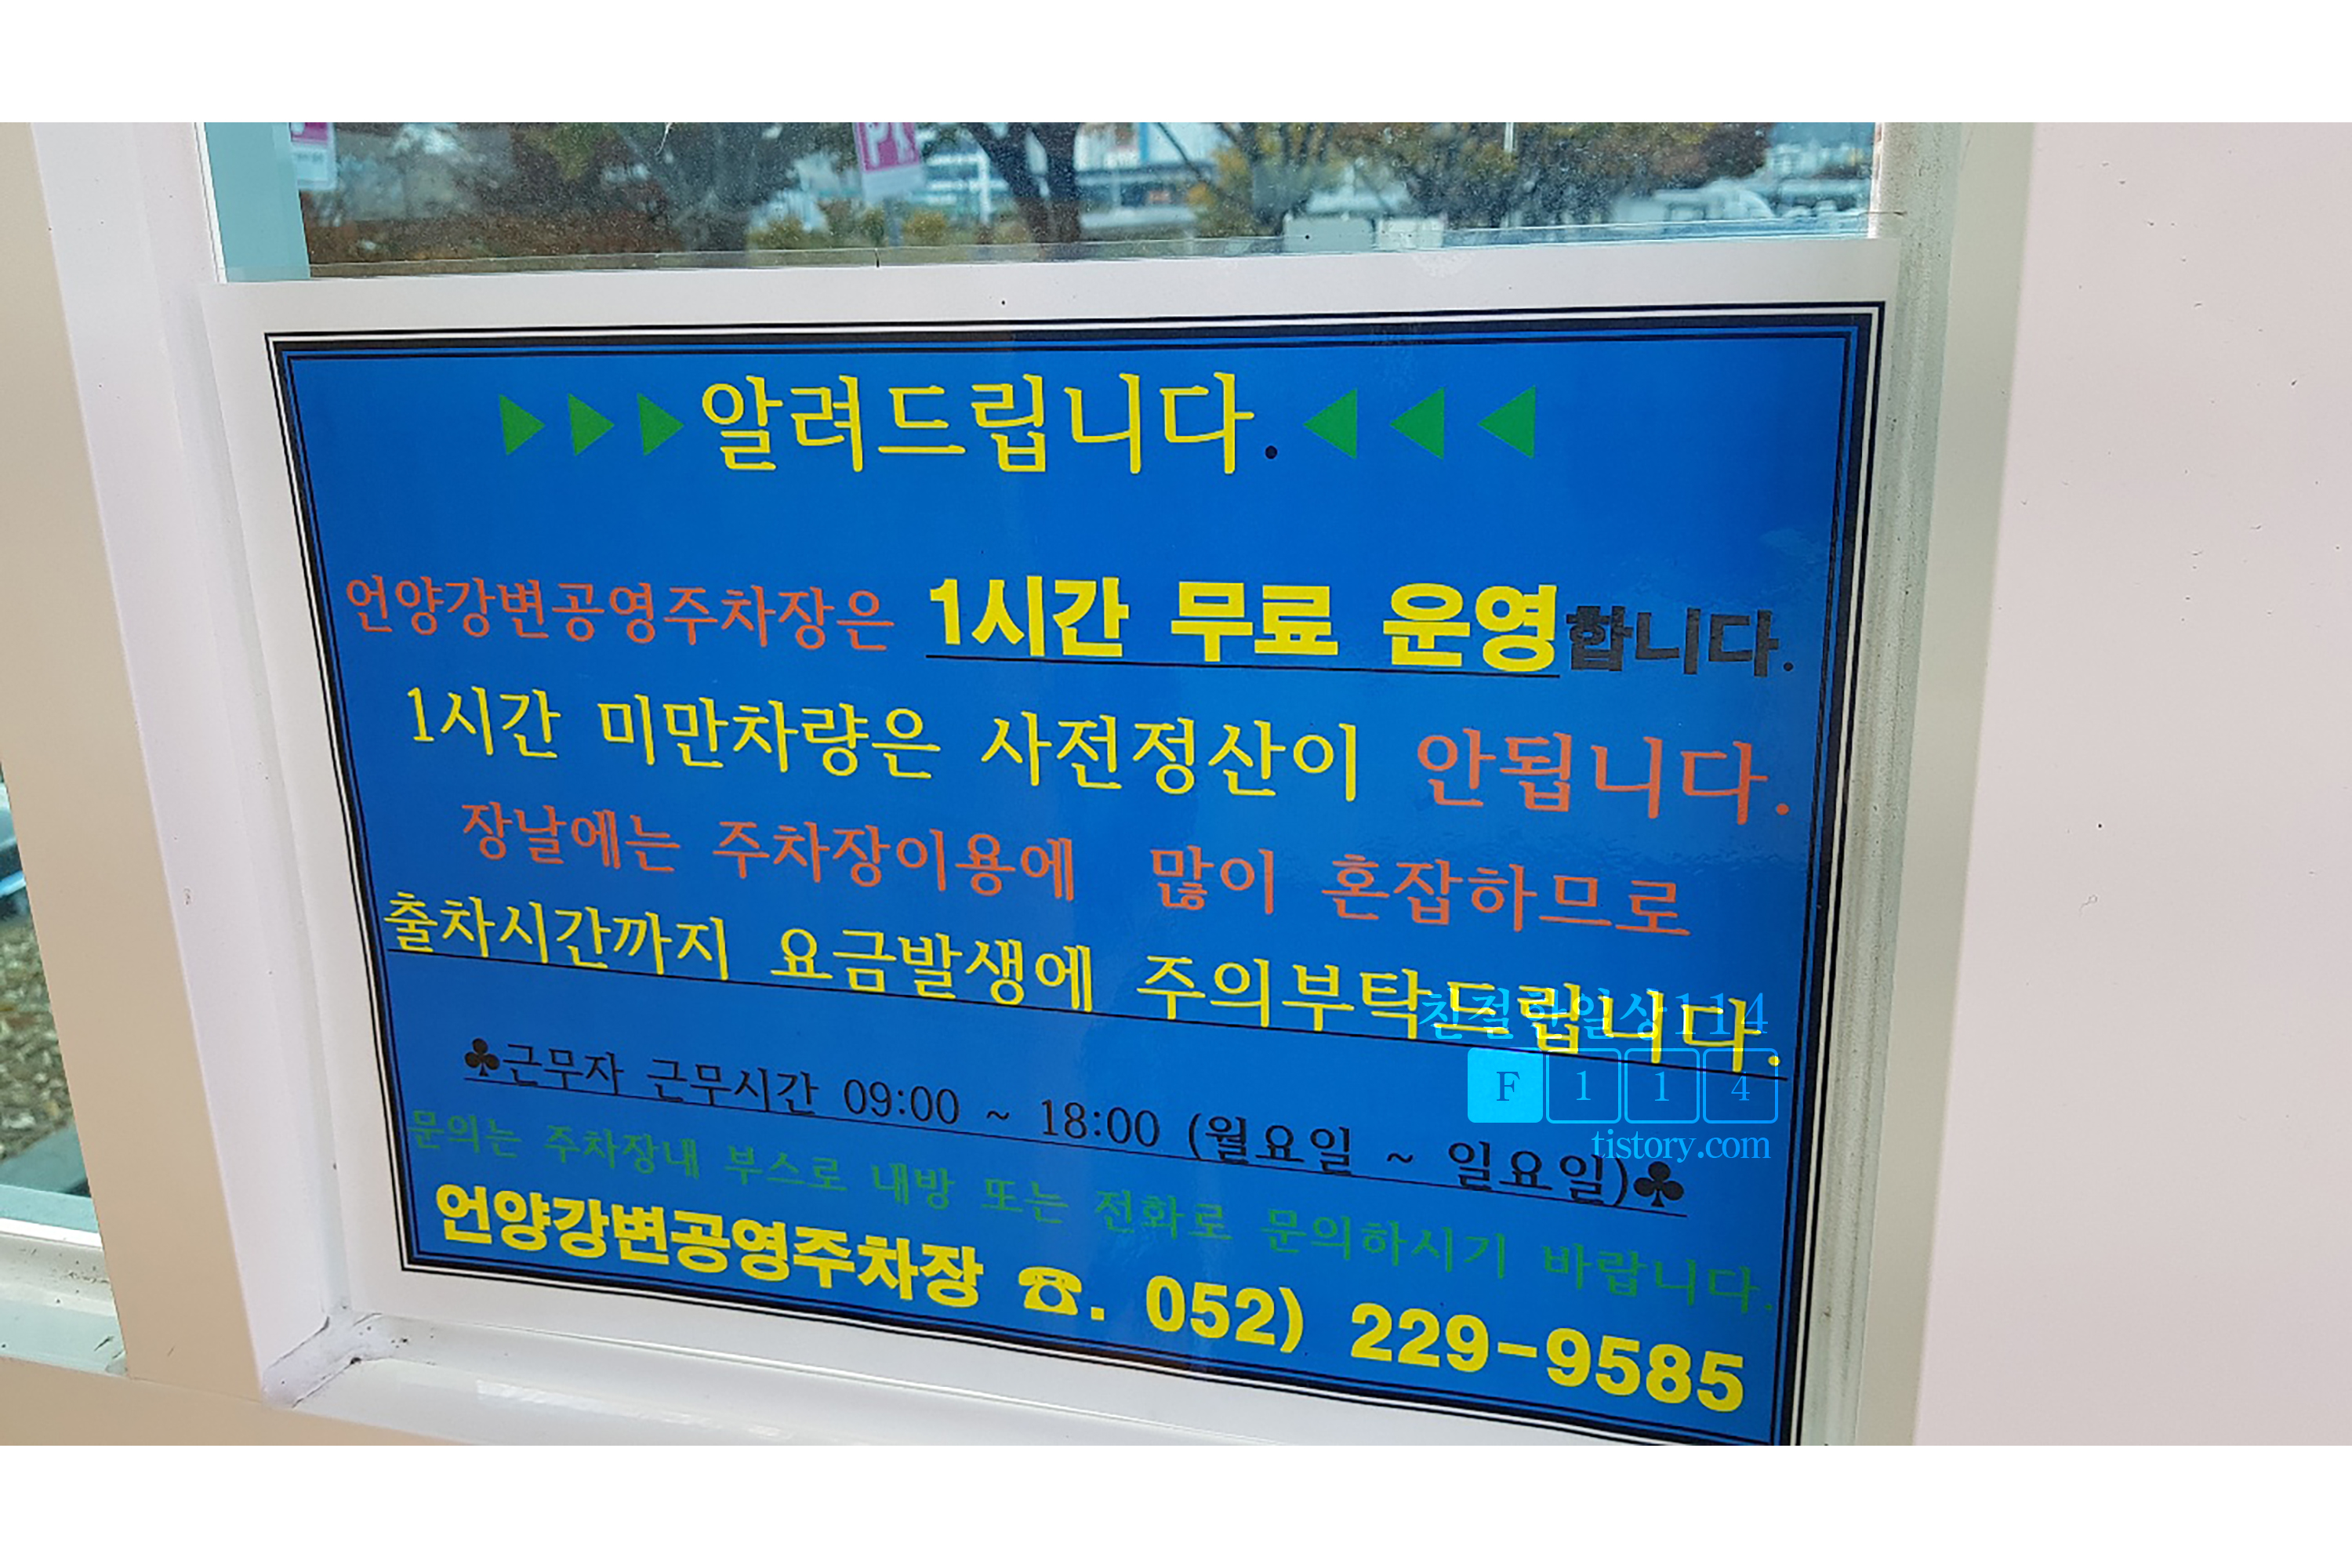 ▶▶▶알려드립니다.◀◀◀
언양강변공영주차장은 1시간 무료 운영합니다.
1시간 미만차량은 사전정산이 안됩니다.
장날에는 주차장이용에 많이 혼잡하므로
출차시간까지 요금발생에 주의부탁드립니다.
♣근무자 근무시간 09:00 ~ 18:00 (월요일 ~ 일요일)♣
문의는 주차장내 부스로 내방 또는 전화로 문의하시기 바랍니다.
언양강변공영주차장 ☎. 052) 229-9585
친절한일상114
F 1 1 4
tistory.com